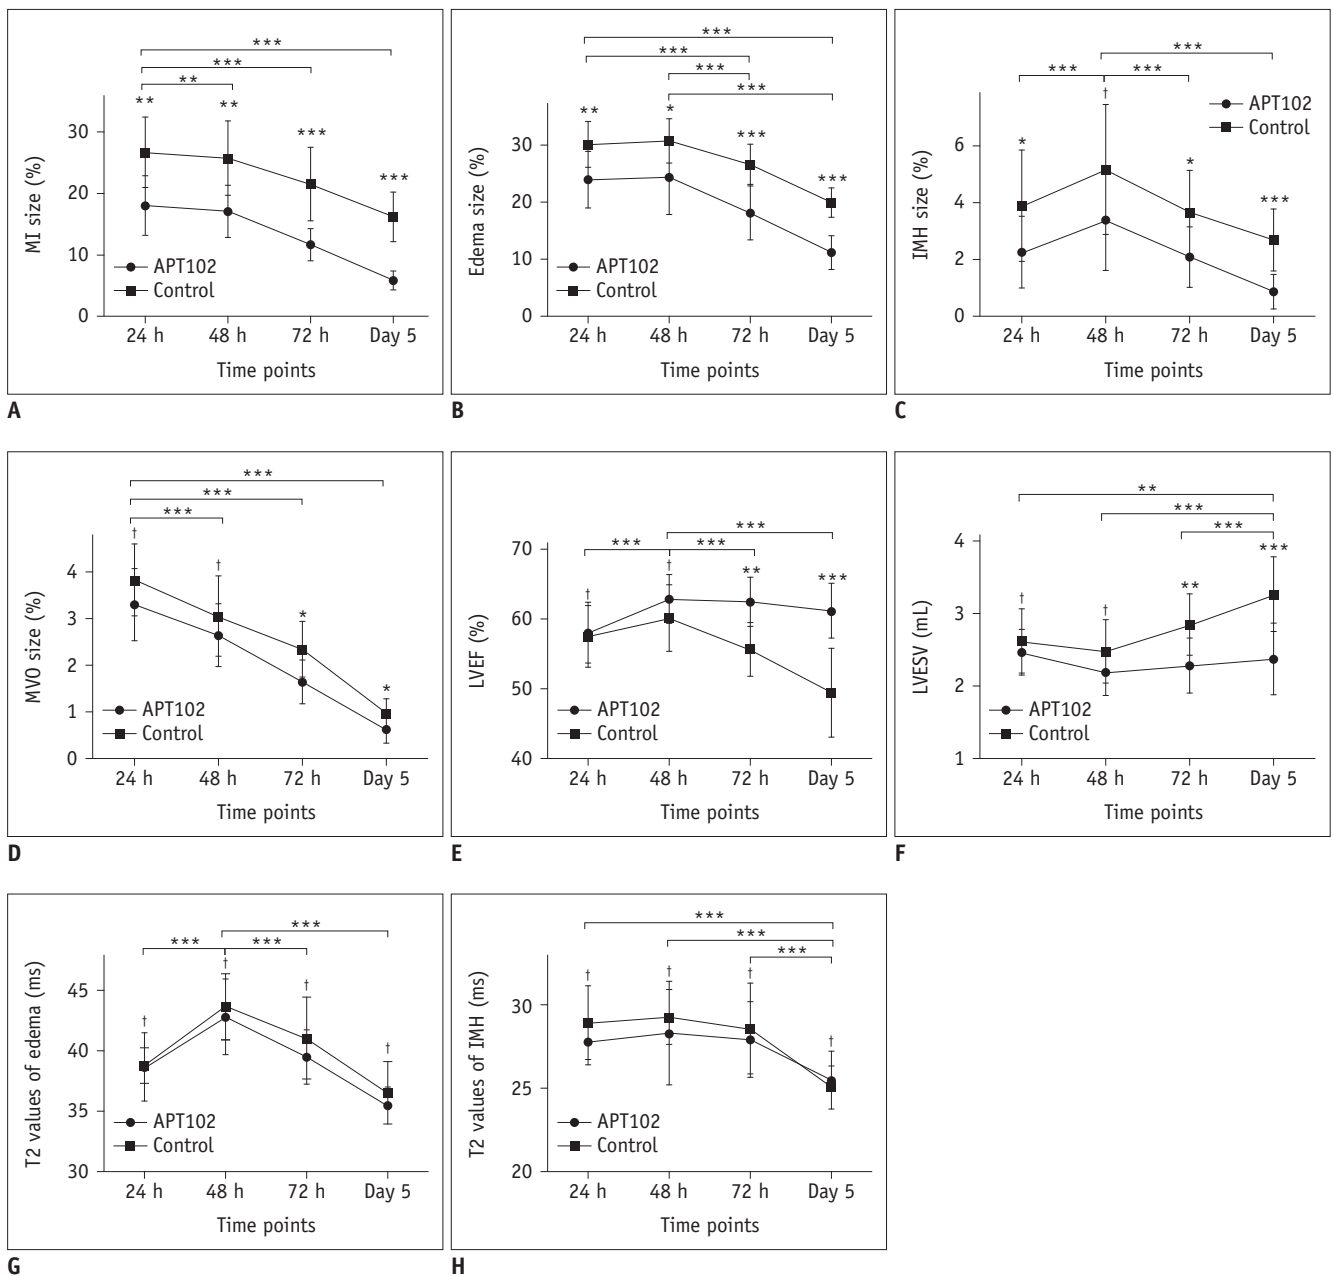 ***
***
**
** ** *** ***
MI size (%)
30
20
10
0
APT102
Control
24 h 48 h 72 h Day 5
Time points
A
***
***
***
***
** * *** ***
Edema size (%)
30
20
10
0
APT102
Control
24 h 48 h 72 h Day 5
Time points
B
***
*** ***
* † * ***
APT102
Control
IMH size (%)
6
4
2
0
24 h 48 h 72 h Day 5
Time points
C
***
***
***
† † * *
MVO size (%)
4
3
2
1
0
APT102
Control
24 h 48 h 72 h Day 5
Time points
D
***
*** ***
† † ** ***
LVEF (%)
70
60
50
40
APT102
Control
24 h 48 h 72 h Day 5
Time points
E
**
***
***
† † ** ***
LVESV (mL)
4
3
2
1
APT102
Control
24 h 48 h 72 h Day 5
Time points
F
***
*** ***
† † † †
T2 values of edema (ms)
45
40
35
30
APT102
Control
24 h 48 h 72 h Day 5
Time points
G
***
***
***
† † † †
T2 values of IMH (ms)
30
25
20
APT102
Control
24 h 48 h 72 h Day 5
Time points
H